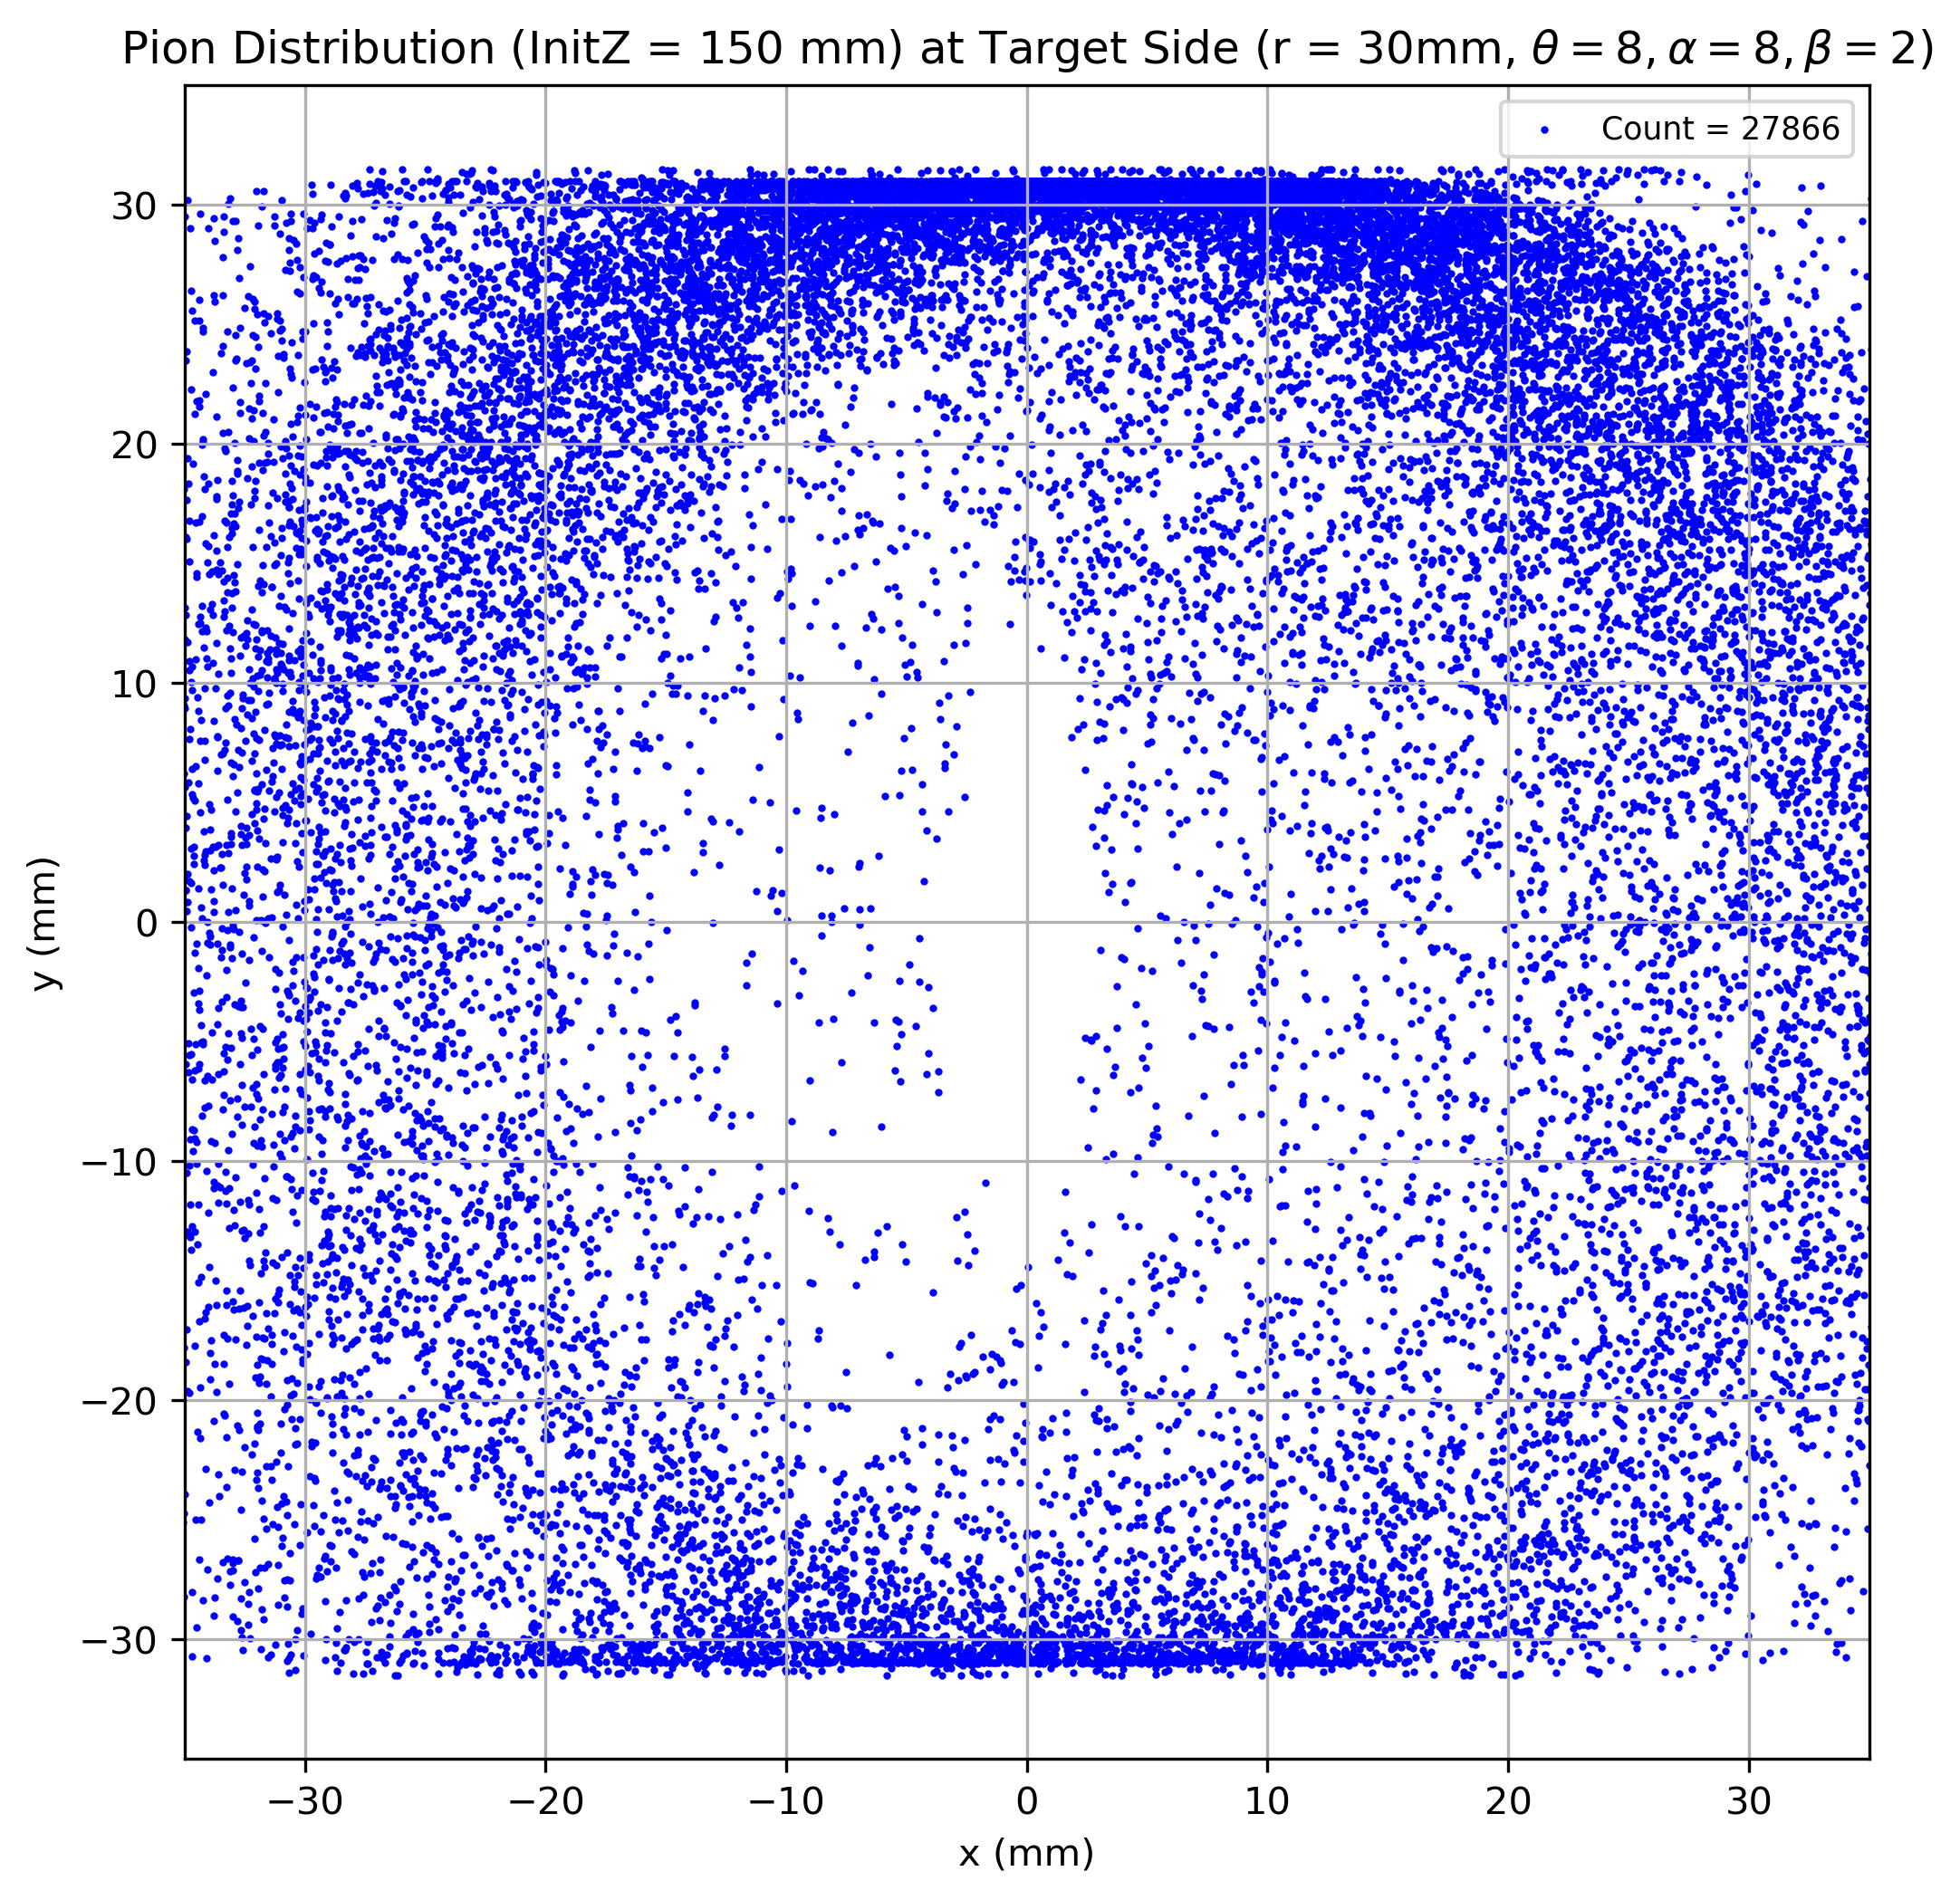 Pion Distribution (InitZ = 150 mm) at Target Side (r = 30mm, θ = 8, α = 8, β = 2)
Count = 27866
30
20
10
0
−10
−20
−30
y (mm)
−30 −20 −10 0 10 20 30
x (mm)